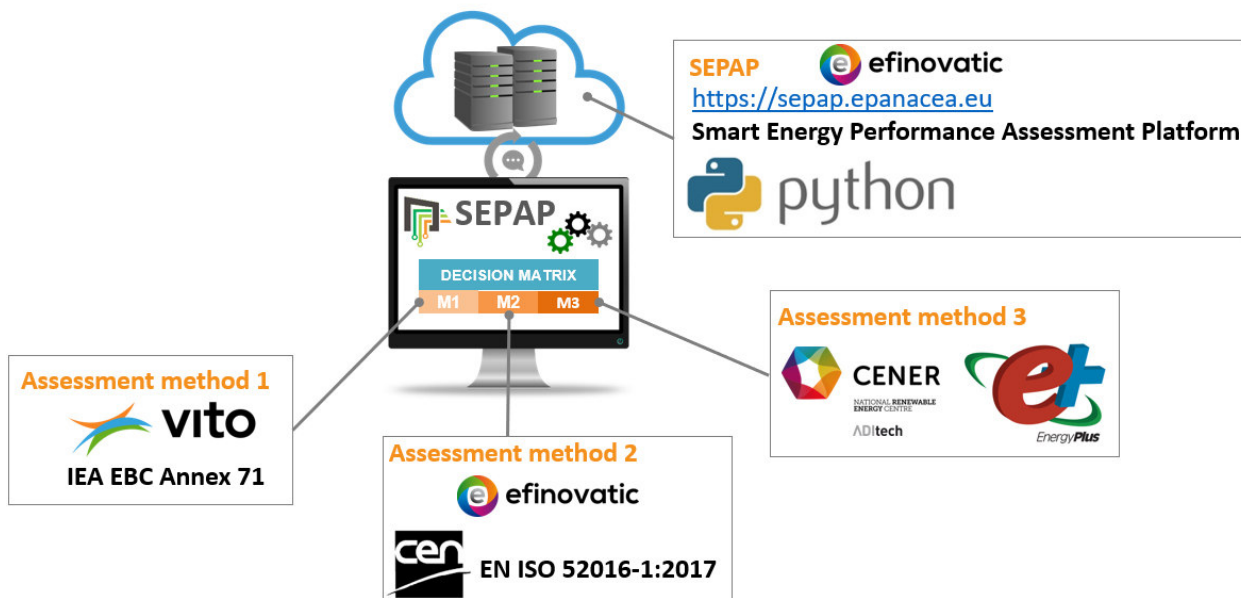 SEPAP
e efinovatic
https://sepap.epanacea.eu
Smart Energy Performance Assessment Platform
python
SEPAP
DECISION MATRIX
M1 M2 M3
Assessment method 3
CENER
NATIONAL RENEWABLE
ENERGY CENTRE
ADItech
e+
EnergyPlus
Assessment method 1
vito
IEA EBC Annex 71
Assessment method 2
e efinovatic
cen
EN ISO 52016-1:2017